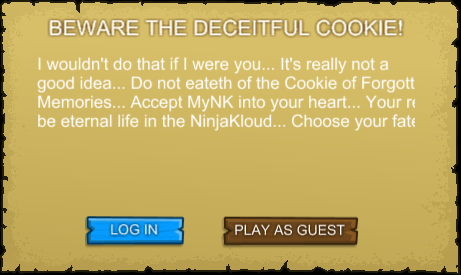 BEWARE THE DECEITFUL COOKIE!
I wouldn't do that if I were you... It's really not a
good idea... Do not eateth of the Cookie of Forgott
Memories... Accept MyNK into your heart... Your re
be eternal life in the NinjaKloud... Choose your fate
LOG IN
PLAY AS GUEST